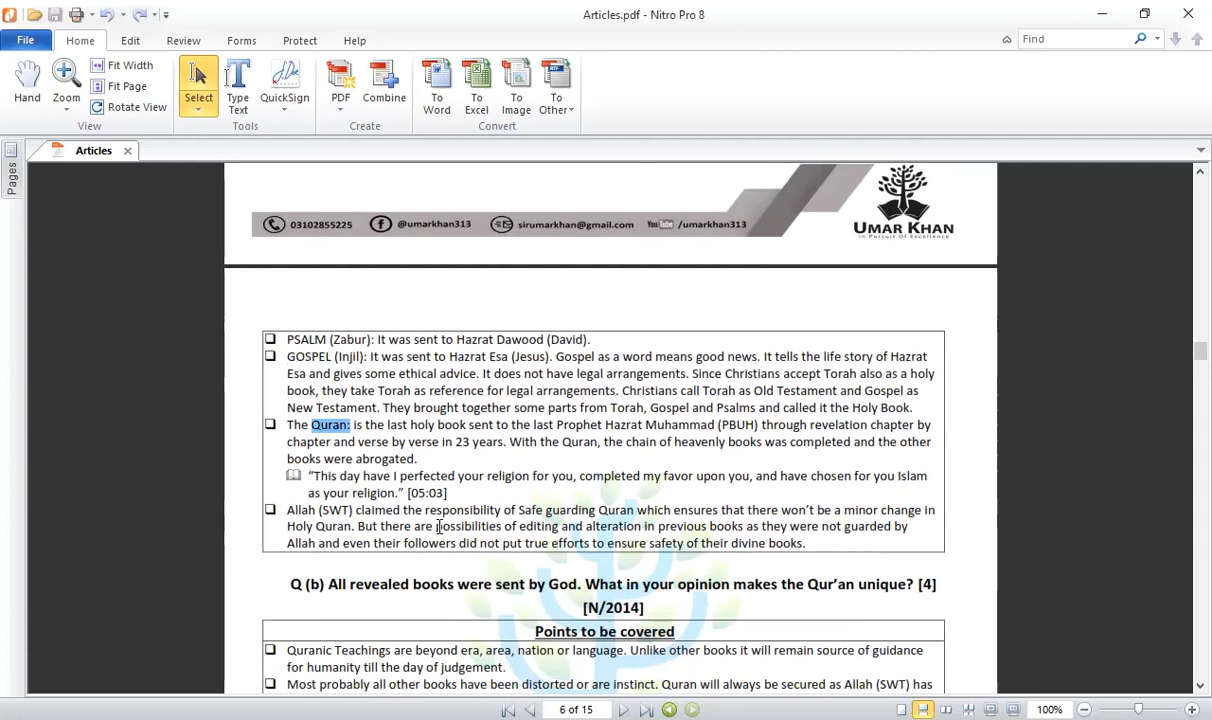 Articles.pdf - Nitro Pro 8
File Home Edit Review Forms Protect Help Find
Fit Width
Fit Page
Rotate View
Hand Zoom Select Type Text QuickSign PDF Combine To Word To Excel To Image To Other
View Tools Create Convert
Articles
Pages
03102855225 @umarkhan313 sirumarkhan@gmail.com YouTube /umarkhan313
UMAR KHAN
In Pursuit Of Excellence
PSALM (Zabur): It was sent to Hazrat Dawood (David).
GOSPEL (Injil): It was sent to Hazrat Esa (Jesus). Gospel as a word means good news. It tells the life story of Hazrat
Esa and gives some ethical advice. It does not have legal arrangements. Since Christians accept Torah also as a holy
book, they take Torah as reference for legal arrangements. Christians call Torah as Old Testament and Gospel as
New Testament. They brought together some parts from Torah, Gospel and Psalms and called it the Holy Book.
The Quran: is the last holy book sent to the last Prophet Hazrat Muhammad (PBUH) through revelation chapter by
chapter and verse by verse in 23 years. With the Quran, the chain of heavenly books was completed and the other
books were abrogated.
“This day have I perfected your religion for you, completed my favor upon you, and have chosen for you Islam
as your religion.” [05:03]
Allah (SWT) claimed the responsibility of Safe guarding Quran which ensures that there won’t be a minor change in
Holy Quran. But there are possibilities of editing and alteration in previous books as they were not guarded by
Allah and even their followers did not put true efforts to ensure safety of their divine books.
Q (b) All revealed books were sent by God. What in your opinion makes the Qur’an unique? [4]
[N/2014]
Points to be covered
Quranic Teachings are beyond era, area, nation or language. Unlike other books it will remain source of guidance
for humanity till the day of judgement.
Most probably all other books have been distorted or are instinct. Quran will always be secured as Allah (SWT) has
6 of 15 100%